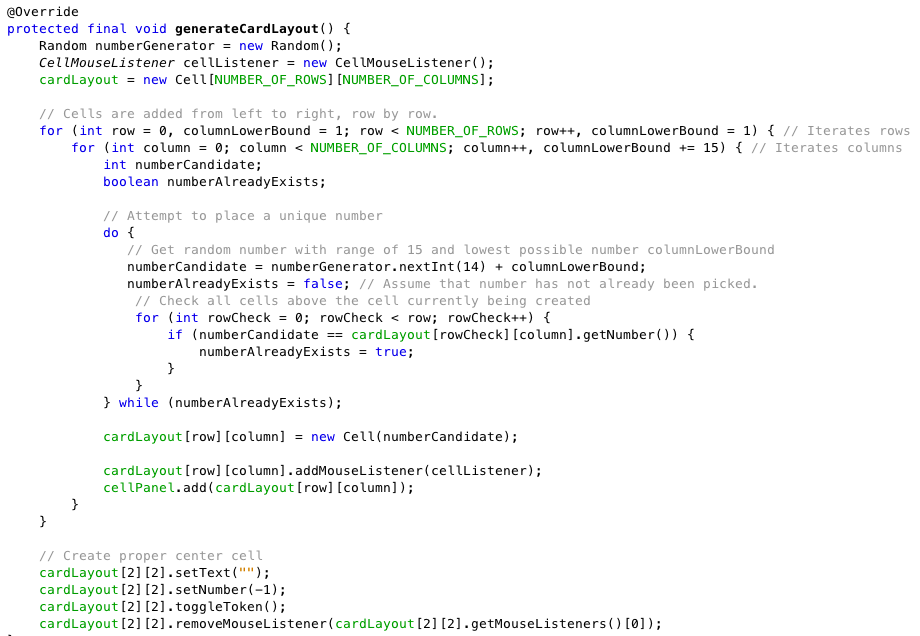 @Override
protected final void generateCardLayout() {
    Random numberGenerator = new Random();
    CellMouseListener cellListener = new CellMouseListener();
    cardLayout = new Cell[NUMBER_OF_ROWS][NUMBER_OF_COLUMNS];

    // Cells are added from left to right, row by row.
    for (int row = 0, columnLowerBound = 1; row < NUMBER_OF_ROWS; row++, columnLowerBound = 1) { // Iterates rows
        for (int column = 0; column < NUMBER_OF_COLUMNS; column++, columnLowerBound += 15) { // Iterates columns
            int numberCandidate;
            boolean numberAlreadyExists;

            // Attempt to place a unique number
            do {
               // Get random number with range of 15 and lowest possible number columnLowerBound
               numberCandidate = numberGenerator.nextInt(14) + columnLowerBound;
               numberAlreadyExists = false; // Assume that number has not already been picked.
                // Check all cells above the cell currently being created
                for (int rowCheck = 0; rowCheck < row; rowCheck++) {
                    if (numberCandidate == cardLayout[rowCheck][column].getNumber()) {
                        numberAlreadyExists = true;
                    }
                }
            } while (numberAlreadyExists);

            cardLayout[row][column] = new Cell(numberCandidate);

            cardLayout[row][column].addMouseListener(cellListener);
            cellPanel.add(cardLayout[row][column]);
        }
    }

    // Create proper center cell
    cardLayout[2][2].setText("");
    cardLayout[2][2].setNumber(-1);
    cardLayout[2][2].toggleToken();
    cardLayout[2][2].removeMouseListener(cardLayout[2][2].getMouseListeners()[0]);